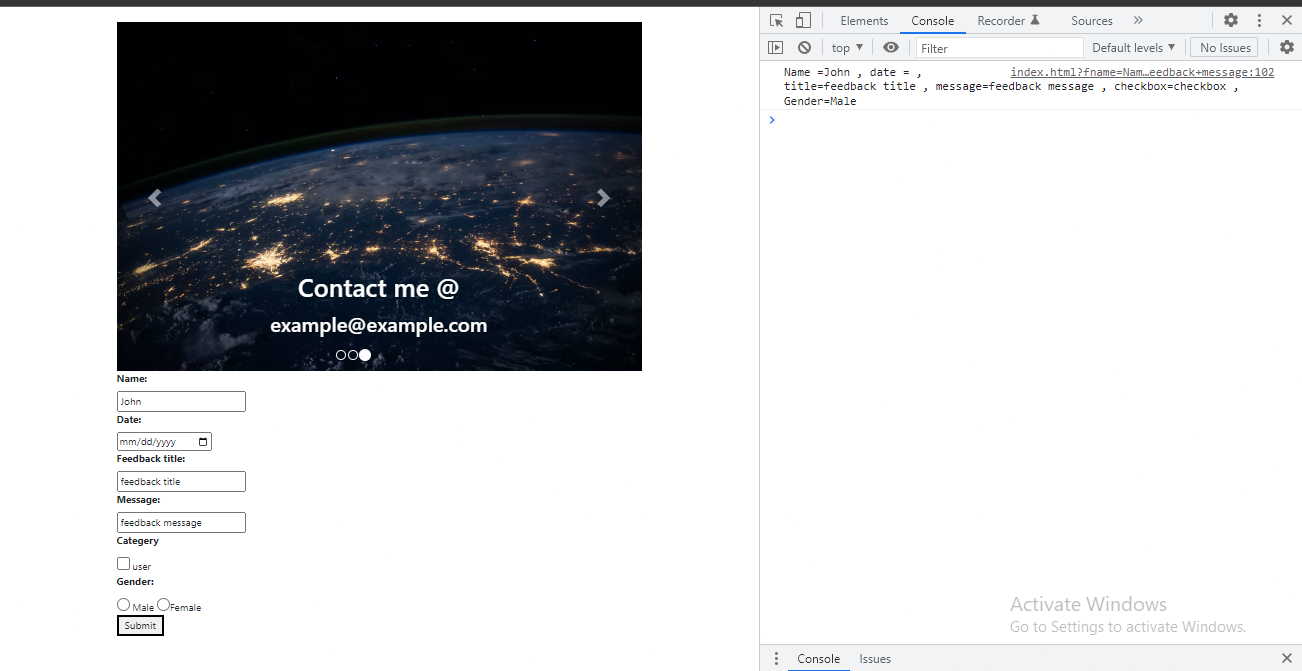 Contact me @
example@example.com
Name:
John
Date:
mm/dd/yyyy
Feedback title:
feedback title
Message:
feedback message
Categery
user
Gender:
Male Female
Submit
Elements Console Recorder Sources »
top ▼ Filter Default levels ▼ No Issues
Name =John , date = , index.html?fname=Nam…eedback+message:102
title=feedback title , message=feedback message , checkbox=checkbox ,
Gender=Male
>
Activate Windows
Go to Settings to activate Windows.
Console Issues